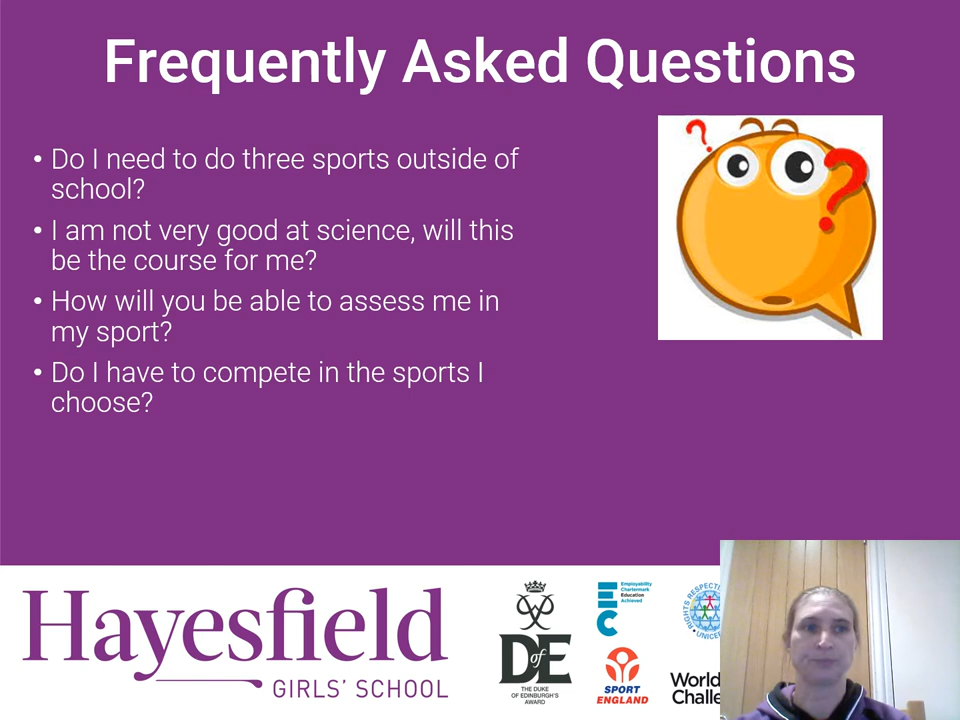 Frequently Asked Questions
• Do I need to do three sports outside of
school?
• I am not very good at science, will this
be the course for me?
• How will you be able to assess me in
my sport?
• Do I have to compete in the sports I
choose?
Hayesfield
GIRLS' SCHOOL
DofE
THE DUKE
OF EDINBURGH'S
AWARD
Employability
Chartermark
Education
Achieved
SPORT
ENGLAND
RIGHTS RESPECTI
UNICE
World
Challe